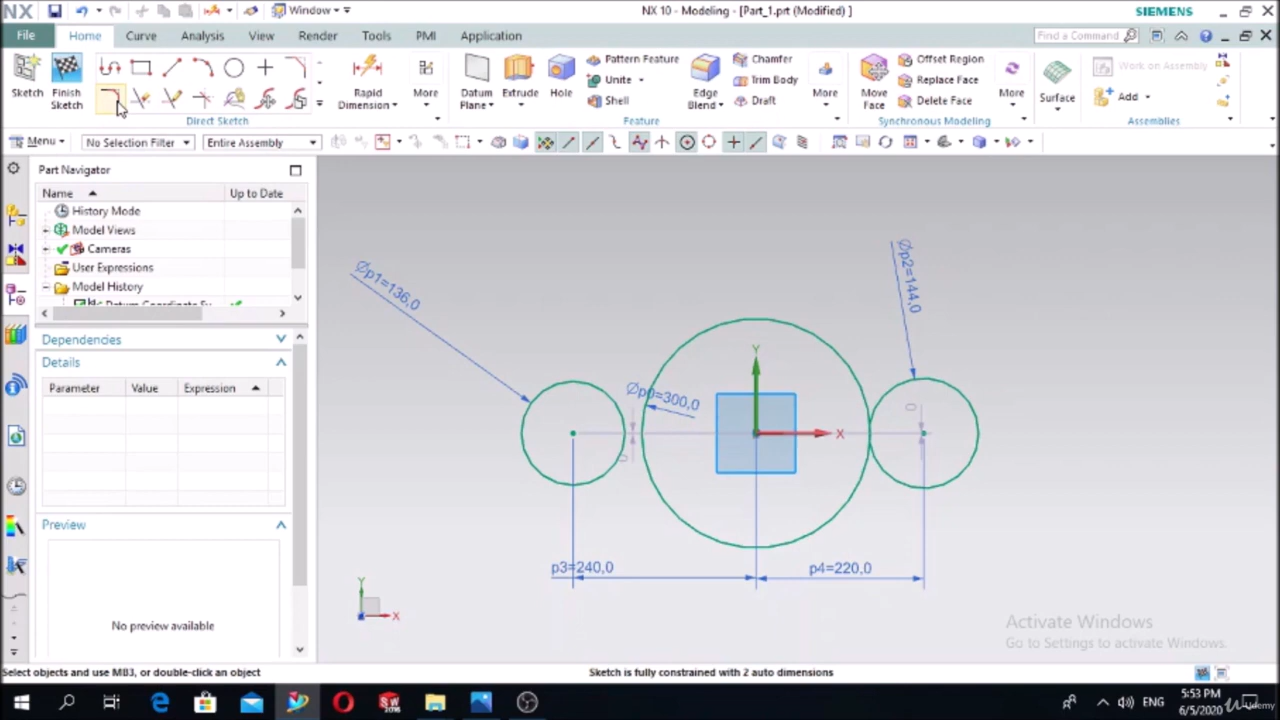 NX
Window
NX 10 - Modeling - [Part_1.prt (Modified) ]
SIEMENS
File
Home
Curve
Analysis
View
Render
Tools
PMI
Application
Find a Command
Sketch
Finish
Sketch
Rapid
Dimension
More
Datum
Plane
Extrude
Hole
Pattern Feature
Unite
Shell
Edge
Blend
Chamfer
Trim Body
Draft
More
Move
Face
Offset Region
Replace Face
Delete Face
More
Surface
Work on Assembly
Add
Direct Sketch
Feature
Synchronous Modeling
Assemblies
Menu
No Selection Filter
Entire Assembly
Part Navigator
Name
Up to Date
History Mode
Model Views
Cameras
User Expressions
Model History
Dependencies
Details
Parameter
Value
Expression
Preview
No preview available
Øp1=136,0
Øp0=300,0
Øp2=144,0
Y
X
0
0
p3=240,0
p4=220,0
Y
X
Activate Windows
Go to Settings to activate Windows.
Select objects and use MB3, or double-click an object
Sketch is fully constrained with 2 auto dimensions
ENG
5:53 PM
6/5/2020
Udemy